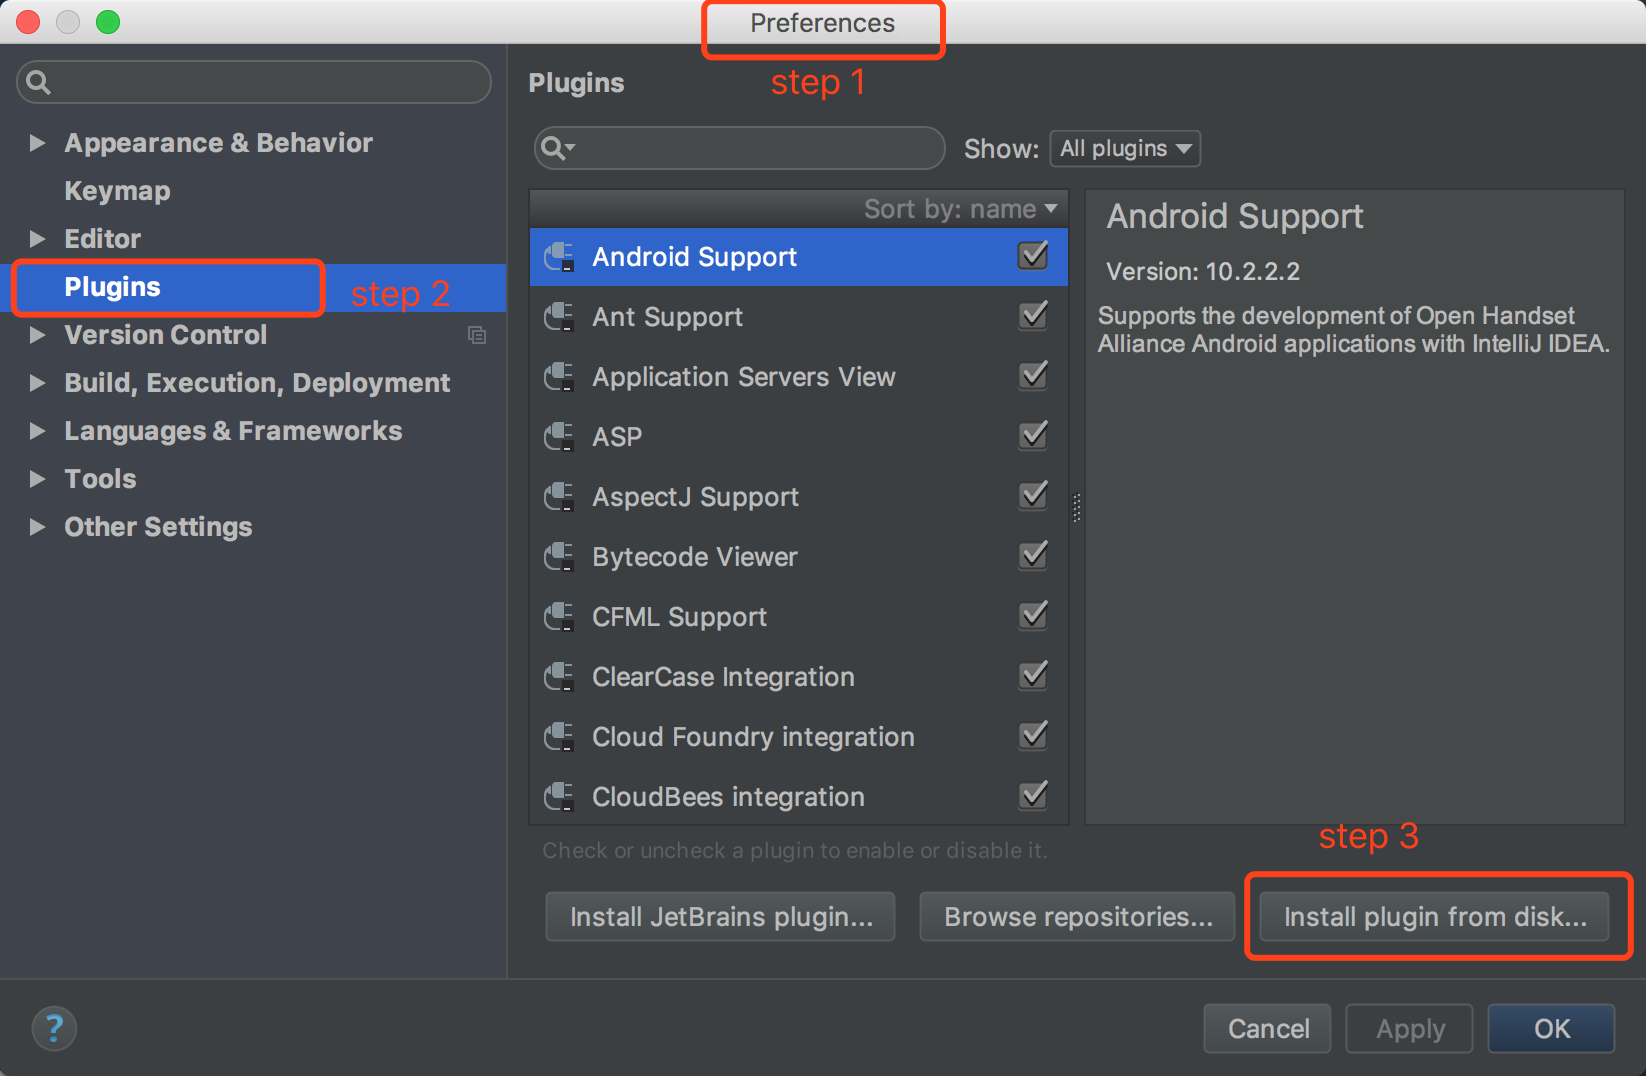 Preferences
step 1
Appearance & Behavior
Keymap
Editor
Plugins
step 2
Version Control
Build, Execution, Deployment
Languages & Frameworks
Tools
Other Settings
Plugins
Show: All plugins
Sort by: name
Android Support
Ant Support
Application Servers View
ASP
AspectJ Support
Bytecode Viewer
CFML Support
ClearCase Integration
Cloud Foundry integration
CloudBees integration
Android Support
Version: 10.2.2.2
Supports the development of Open Handset
Alliance Android applications with IntelliJ IDEA.
Check or uncheck a plugin to enable or disable it.
step 3
Install JetBrains plugin...
Browse repositories...
Install plugin from disk...
?
Cancel
Apply
OK